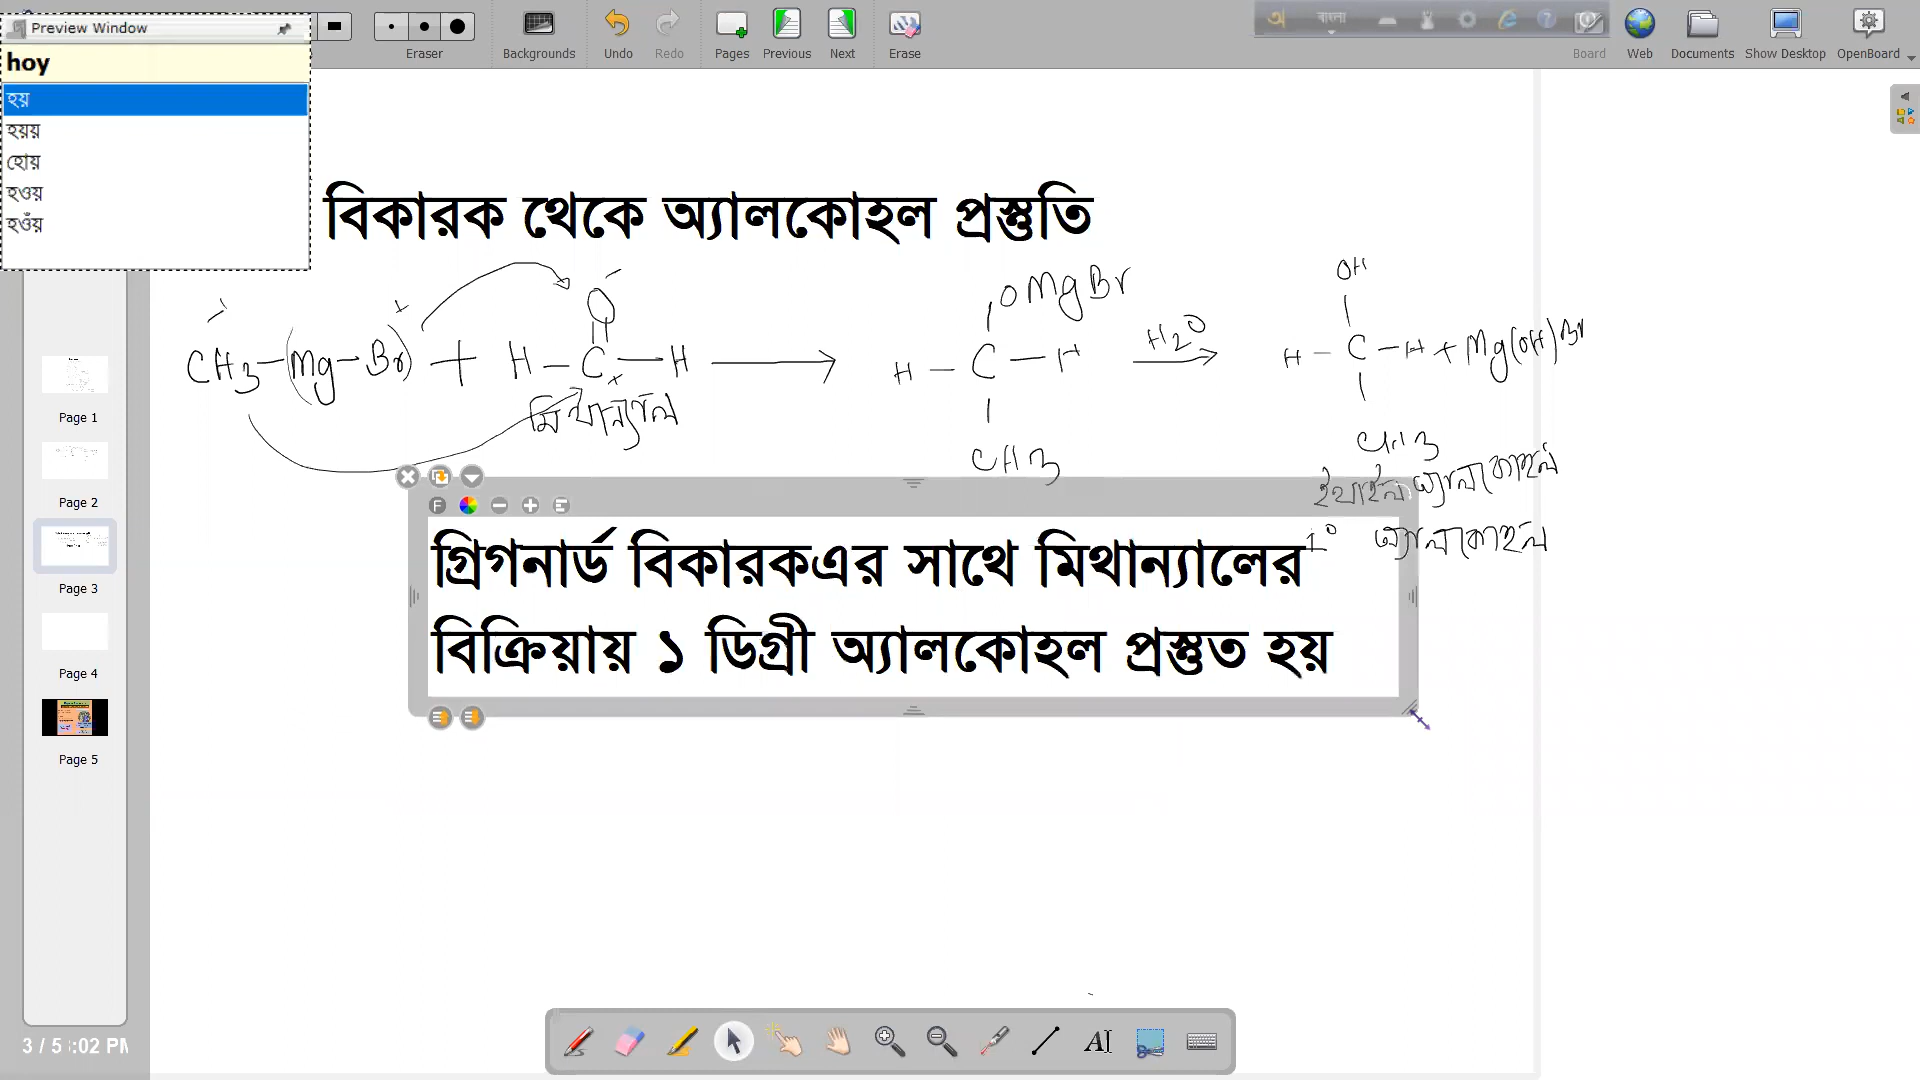 Preview Window
hoy
হয়
হয়য়
হোয়
হওয়
হওঁয়
Eraser
Backgrounds
Undo
Redo
Pages
Previous
Next
Erase
বাংলা
Board
Web
Documents
Show Desktop
OpenBoard
বিকারক থেকে অ্যালকোহল প্রস্তুতি
CH3—(Mg—Br) + H—C—H
O
মিথান্যাল
OMgBr
H — C — H
CH3
H2O
OH
H — C — H + Mg(OH)Br
CH3
ইথাইল অ্যালকোহল
1° অ্যালকোহল
গ্রিগনার্ড বিকারকএর সাথে মিথান্যালের
বিক্রিয়ায় ১ ডিগ্রী অ্যালকোহল প্রস্তুত হয়
Page 1
Page 2
Page 3
Page 4
Page 5
3 / 5
:02 PM